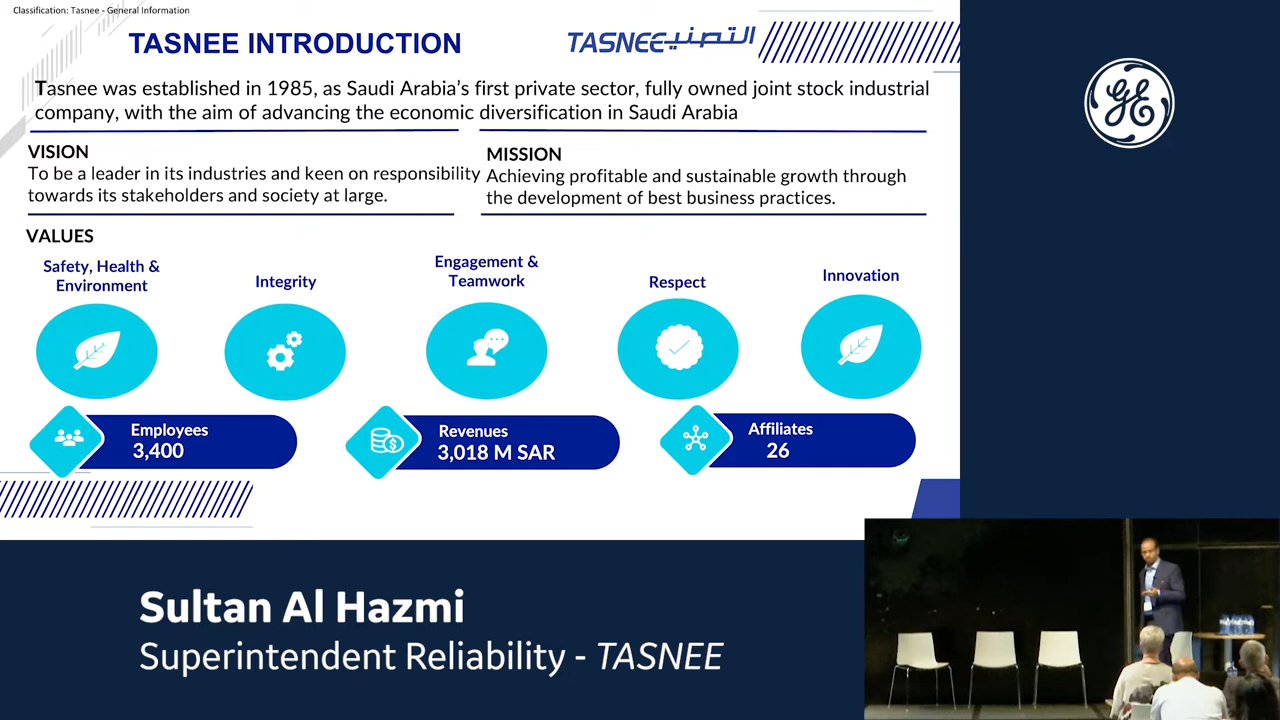 Classification: Tasnee - General Information
TASNEE INTRODUCTION
TASNEE التصنيع
Tasnee was established in 1985, as Saudi Arabia's first private sector, fully owned joint stock industrial
company, with the aim of advancing the economic diversification in Saudi Arabia
VISION
To be a leader in its industries and keen on responsibility
towards its stakeholders and society at large.
MISSION
Achieving profitable and sustainable growth through
the development of best business practices.
VALUES
Safety, Health &
Environment
Integrity
Engagement &
Teamwork
Respect
Innovation
Employees
3,400
Revenues
3,018 M SAR
Affiliates
26
GE
Sultan Al Hazmi
Superintendent Reliability - TASNEE